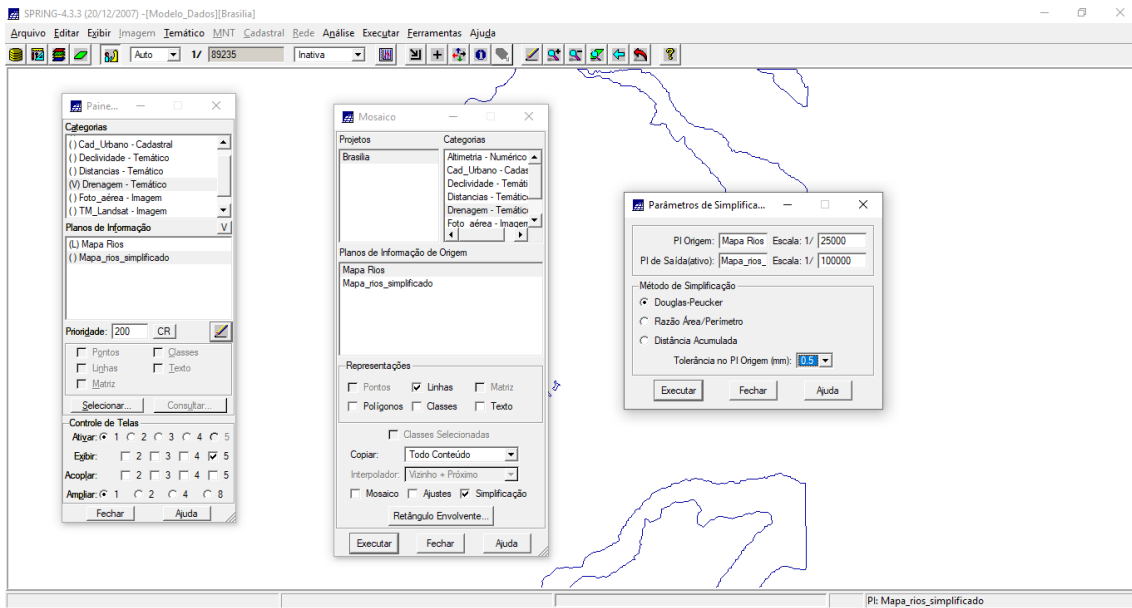 SPRING-4.3.3 (20/12/2007) -[Modelo_Dados][Brasilia]
Arquivo Editar Exibir Imagem Temático MNT Cadastral Rede Análise Executar Ferramentas Ajuda
Auto 1/ 89235 Inativa
Paine...
Categorias
( ) Cad_Urbano - Cadastral
( ) Declividade - Temático
( ) Distancias - Temático
(V) Drenagem - Temático
( ) Foto_aérea - Imagem
( ) TM_Landsat - Imagem
Planos de Informação V
(L) Mapa Rios
( ) Mapa_rios_simplificado
Prioridade: 200 CR
Pontos Classes
Linhas Texto
Matriz
Selecionar... Consultar...
Controle de Telas
Ativar: 1 2 3 4 5
Exibir: 2 3 4 5
Acoplar: 2 3 4 5
Ampliar: 1 2 4 8
Fechar Ajuda
Mosaico
Projetos Categorias
Brasilia
Altimetria - Numérico
Cad_Urbano - Cadas
Declividade - Temáti
Distancias - Temátic
Drenagem - Temático
Foto_aérea - Imagem
Planos de Informação de Origem
Mapa Rios
Mapa_rios_simplificado
Representações
Pontos Linhas Matriz
Polígonos Classes Texto
Classes Selecionadas
Copiar: Todo Conteúdo
Interpolador: Vizinho + Próximo
Mosaico Ajustes Simplificação
Retângulo Envolvente...
Executar Fechar Ajuda
Parâmetros de Simplifica...
PI Origem: Mapa Rios Escala: 1/ 25000
PI de Saída(ativo): Mapa_rios_ Escala: 1/ 100000
Método de Simplificação
Douglas-Peucker
Razão Área/Perímetro
Distância Acumulada
Tolerância no PI Origem (mm): 0.5
Executar Fechar Ajuda
PI: Mapa_rios_simplificado